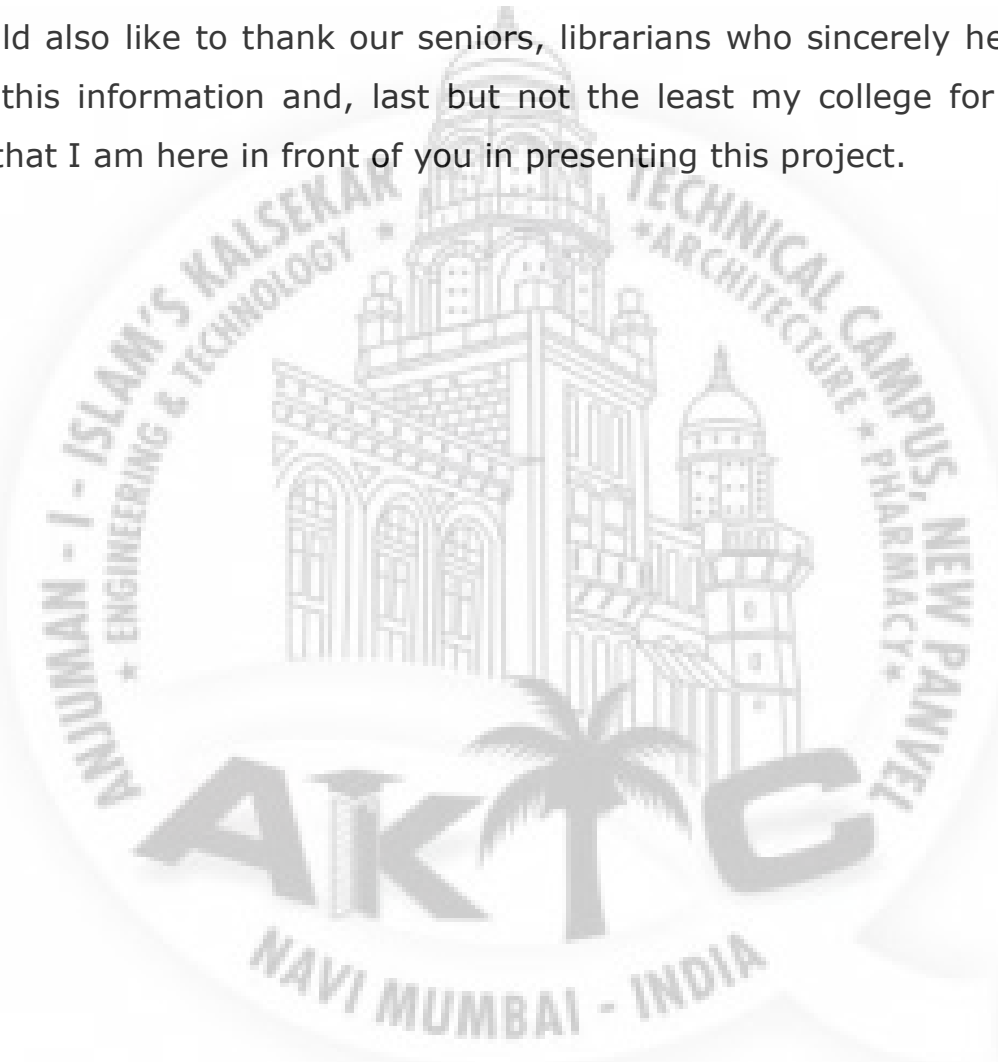 also like to thank our seniors, librarians who sincerely
this information and, last but not the least my college for
that I am here in front of you in presenting this project.
ANJUMAN - I - ISLAM'S KALSEKAR TECHNICAL CAMPUS, NEW PANVEL
* ENGINEERING & TECHNOLOGY * ARCHITECTURE * PHARMACY *
AKTC
NAVI MUMBAI - INDIA